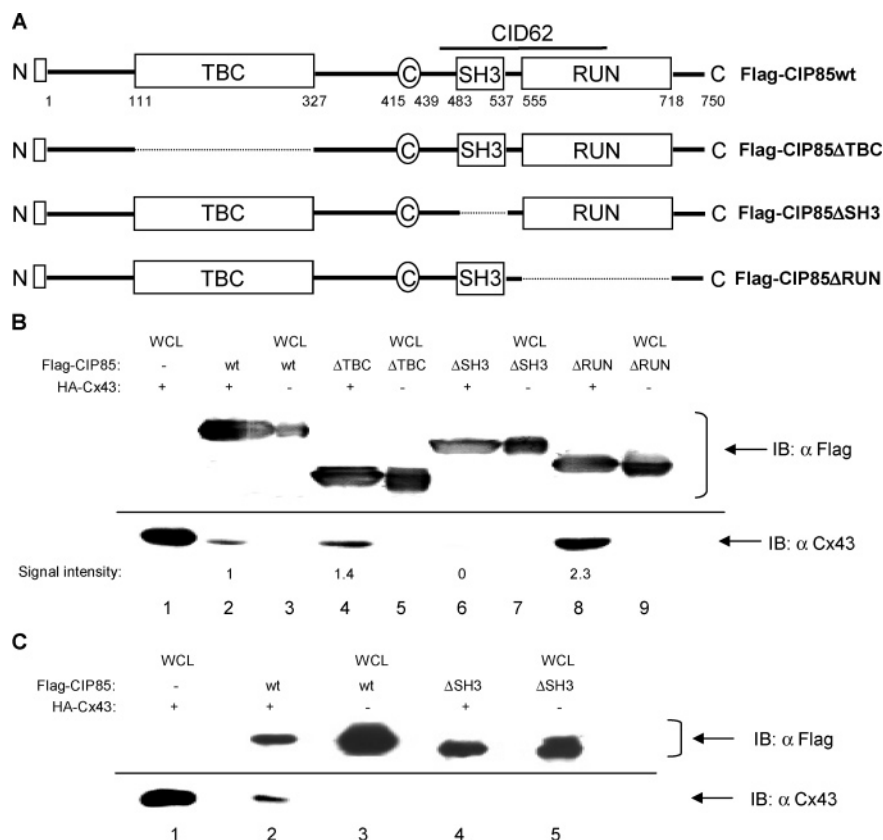 A
CID62
N TBC C SH3 RUN C Flag-CIP85wt
1 111 327 415 439 483 537 555 718 750
N C SH3 RUN C Flag-CIP85ΔTBC
N TBC C RUN C Flag-CIP85ΔSH3
N TBC C SH3 C Flag-CIP85ΔRUN
B
WCL WCL WCL WCL WCL
Flag-CIP85: - wt wt ΔTBC ΔTBC ΔSH3 ΔSH3 ΔRUN ΔRUN
HA-Cx43: + + - + - + - + -
IB: α Flag
IB: α Cx43
Signal intensity: 1 1.4 0 2.3
1 2 3 4 5 6 7 8 9
C
WCL WCL WCL
Flag-CIP85: - wt wt ΔSH3 ΔSH3
HA-Cx43: + + - + -
IB: α Flag
IB: α Cx43
1 2 3 4 5